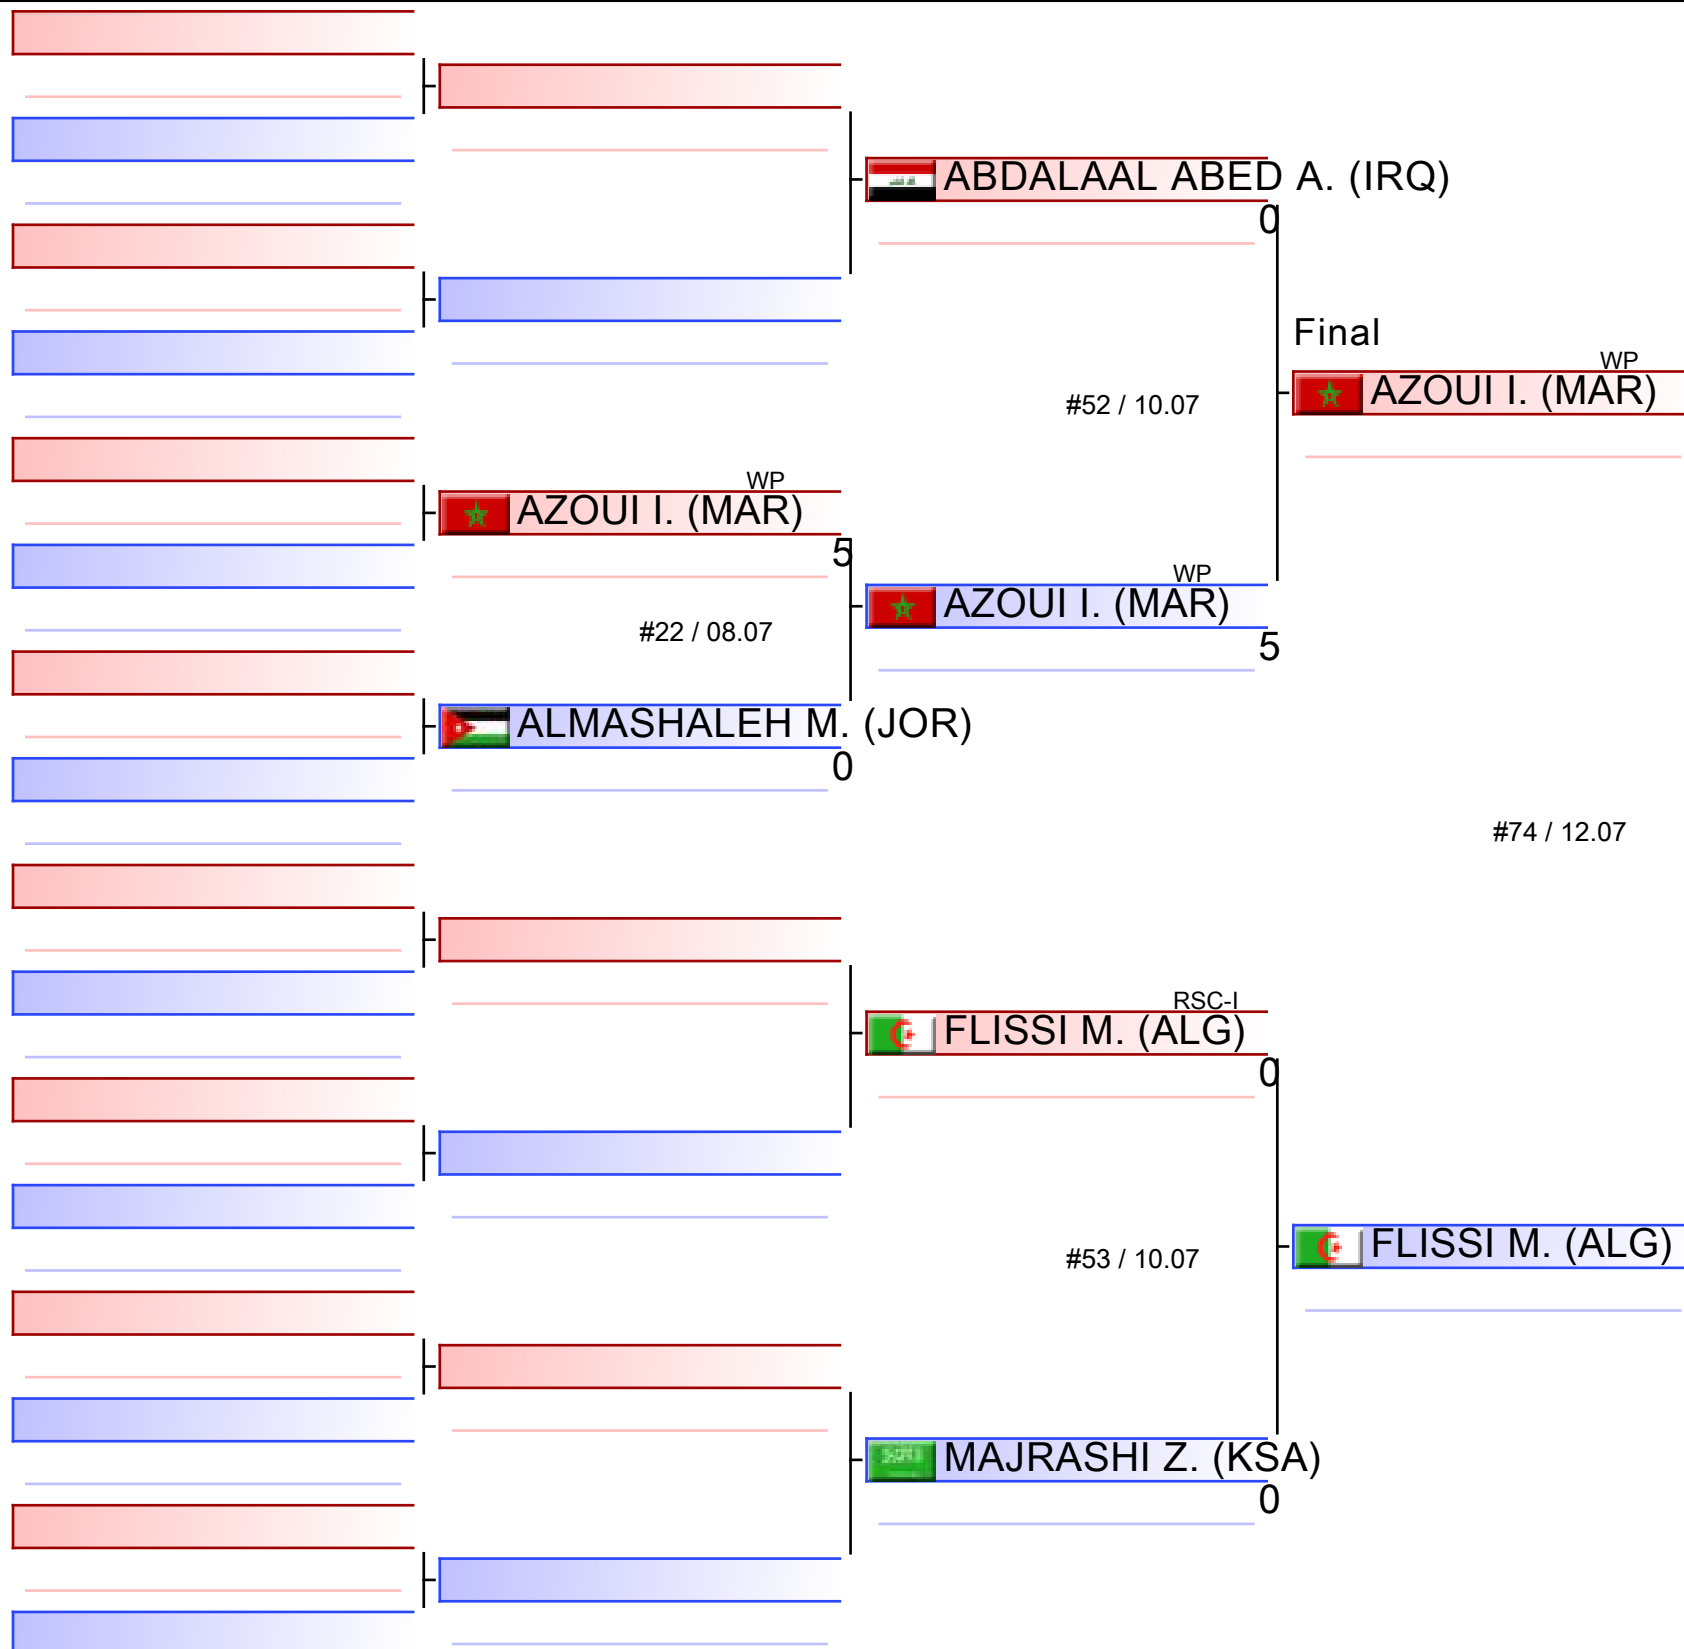 ABDALAAL ABED A. (IRQ)
0
Final
WP
AZOUI I. (MAR)
#52 / 10.07
WP
AZOUI I. (MAR)
5
WP
AZOUI I. (MAR)
5
#22 / 08.07
ALMASHALEH M. (JOR)
0
#74 / 12.07
RSC-I
FLISSI M. (ALG)
0
#53 / 10.07
FLISSI M. (ALG)
MAJRASHI Z. (KSA)
0